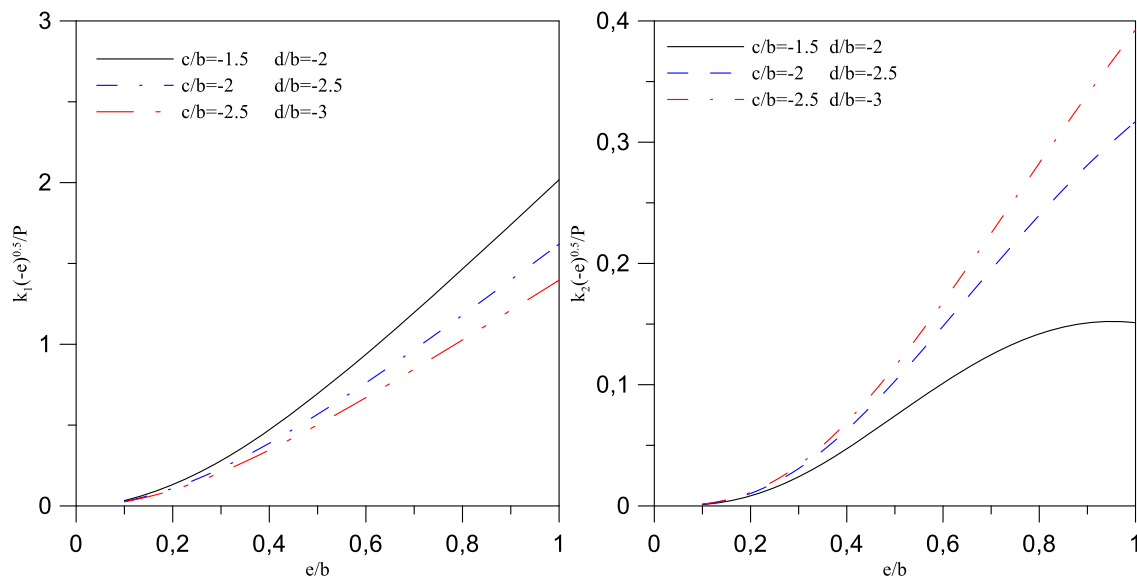 3
c/b=-1.5 d/b=-2
c/b=-2 d/b=-2.5
c/b=-2.5 d/b=-3
2
1
0
k₁(-e)⁰·⁵/P
0 0,2 0,4 0,6 0,8 1
e/b
0,4
c/b=-1.5 d/b=-2
c/b=-2 d/b=-2.5
c/b=-2.5 d/b=-3
0,3
0,2
0,1
0
k₂(-e)⁰·⁵/P
0 0,2 0,4 0,6 0,8 1
e/b